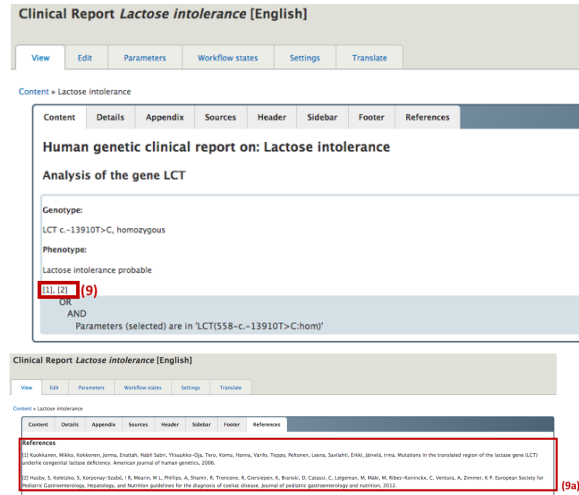 Clinical Report Lactose intolerance [English]
View Edit Parameters Workflow states Settings Translate
Content » Lactose intolerance
Content Details Appendix Sources Header Sidebar Footer References
Human genetic clinical report on: Lactose intolerance
Analysis of the gene LCT
Genotype:
LCT c.-13910T>C, homozygous
Phenotype:
Lactose intolerance probable
[1], [2] (9)
OR
AND
Parameters (selected) are in 'LCT(558-c.-13910T>C:hom)'
Clinical Report Lactose intolerance [English]
View Edit Parameters Workflow states Settings Translate
Content » Lactose intolerance
Content Details Appendix Sources Header Sidebar Footer References
References
[1] Kuokkanen, Mikko, Kokkonen, Jorma, Enattah, Nabil Sabri, Ylisaukko-Oja, Tero, Komu, Hanna, Varilo, Teppo, Peltonen, Leena, Savilahti, Erkki, Järvelä, Irma. Mutations in the translated region of the lactase gene (LCT)
underlie congenital lactase deficiency. American journal of human genetics, 2006.
[2] Husby, S, Koletzko, S, Korponay-Szabó, I R, Mearin, M L, Phillips, A, Shamir, R, Troncone, R, Giersiepen, K, Branski, D, Catassi, C, Lelgeman, M, Mäki, M, Ribes-Koninckx, C, Ventura, A, Zimmer, K P. European Society for
Pediatric Gastroenterology, Hepatology, and Nutrition guidelines for the diagnosis of coeliac disease. Journal of pediatric gastroenterology and nutrition, 2012.
(9a)